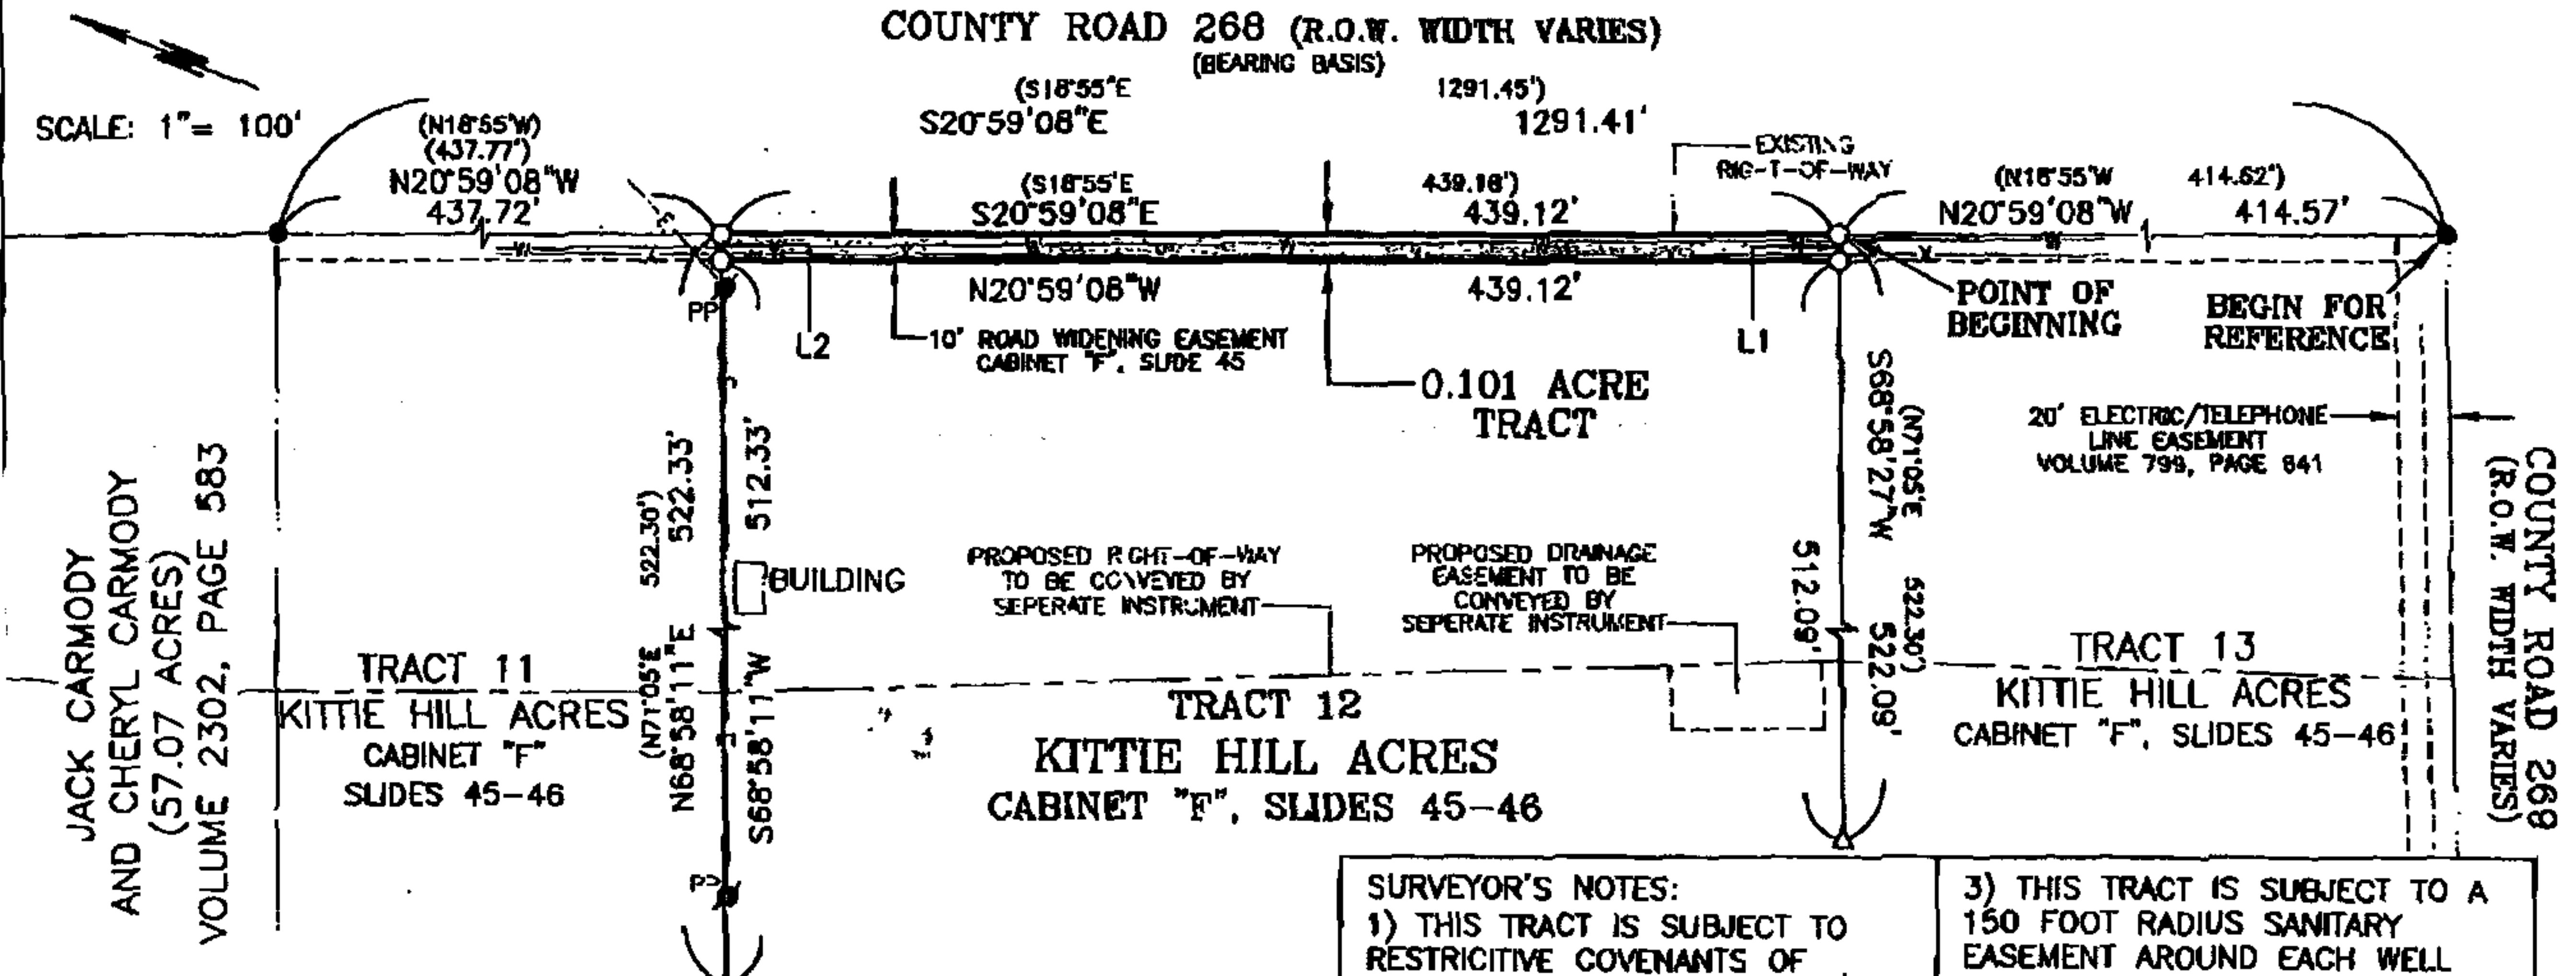 COUNTY ROAD 268 (R.O.W. WIDTH VARIES)
(BEARING BASIS)
SCALE: 1"= 100'
(S18°55'E 1291.45')
S20°59'08"E 1291.41'
(N18°55'W)
(437.77')
N20°59'08"W
437.72'
(S18°55'E 439.16')
S20°59'08"E 439.12'
EXISTING
RIG-T-OF-WAY
(N18°55'W 414.62')
N20°59'08"W 414.57'
N20°59'08"W 439.12'
PP
L2
10' ROAD WIDENING EASEMENT
CABINET "F", SLIDE 45
L1
POINT OF
BEGINNING
BEGIN FOR
REFERENCE
0.101 ACRE
TRACT
20' ELECTRIC/TELEPHONE
LINE EASEMENT
VOLUME 799, PAGE 841
COUNTY ROAD 268
(R.O.W. WIDTH VARIES)
JACK CARMODY
AND CHERYL CARMODY
(57.07 ACRES)
VOLUME 2302, PAGE 583
(N71°05'E 522.30')
N68°58'11"E 522.33'
S68°58'11"W 512.33'
BUILDING
PROPOSED RIGHT-OF-WAY
TO BE CONVEYED BY
SEPERATE INSTRUMENT
PROPOSED DRAINAGE
EASEMENT TO BE
CONVEYED BY
SEPERATE INSTRUMENT
(N71°05'E 522.30')
S68°58'27"W 522.09'
512.09'
TRACT 11
KITTIE HILL ACRES
CABINET "F"
SLIDES 45-46
TRACT 12
KITTIE HILL ACRES
CABINET "F", SLIDES 45-46
TRACT 13
KITTIE HILL ACRES
CABINET "F", SLIDES 45-46
PP
SURVEYOR'S NOTES:
1) THIS TRACT IS SUBJECT TO
RESTRICITIVE COVENANTS OF
3) THIS TRACT IS SUBJECT TO A
150 FOOT RADIUS SANITARY
EASEMENT AROUND EACH WELL